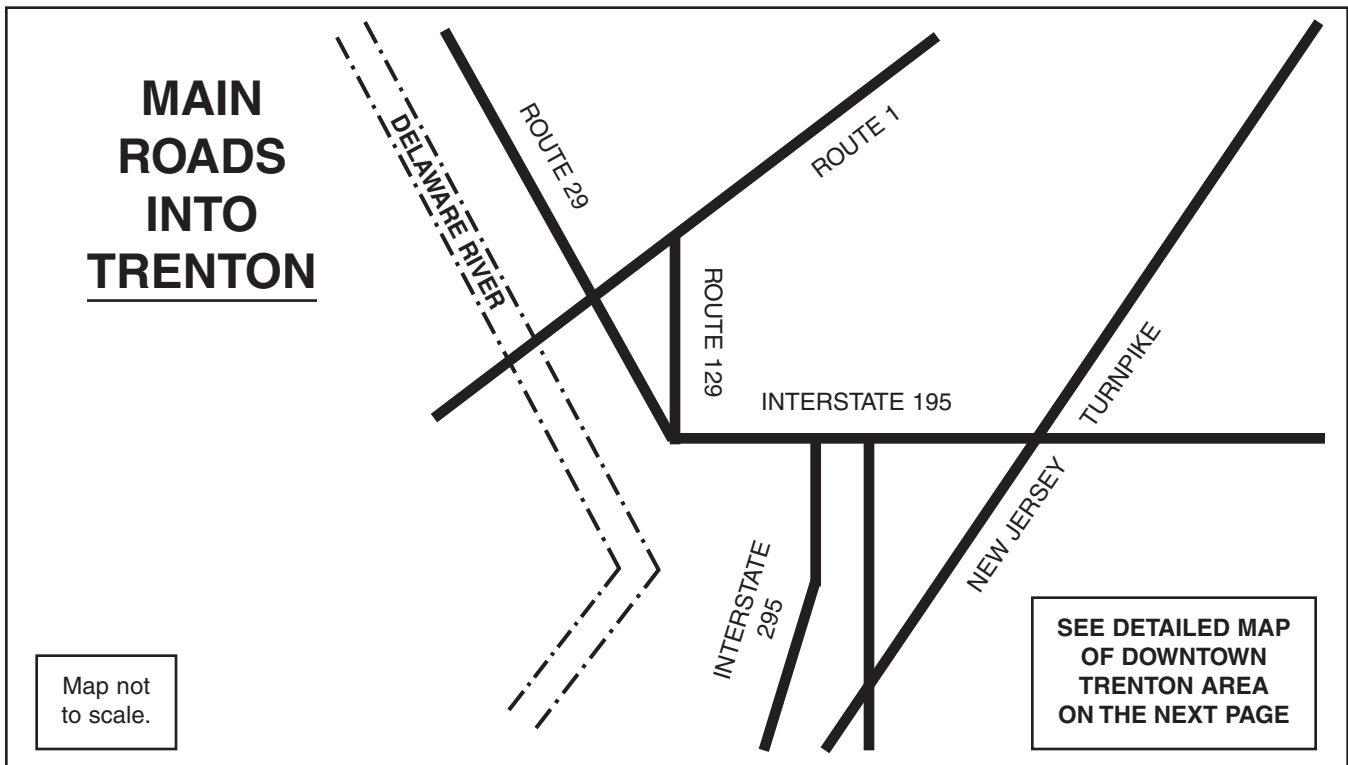 MAIN
ROADS
INTO
TRENTON
DELAWARE RIVER
ROUTE 29
ROUTE 1
ROUTE 129
INTERSTATE 195
NEW JERSEY TURNPIKE
INTERSTATE
295
Map not
to scale.
SEE DETAILED MAP
OF DOWNTOWN
TRENTON AREA
ON THE NEXT PAGE